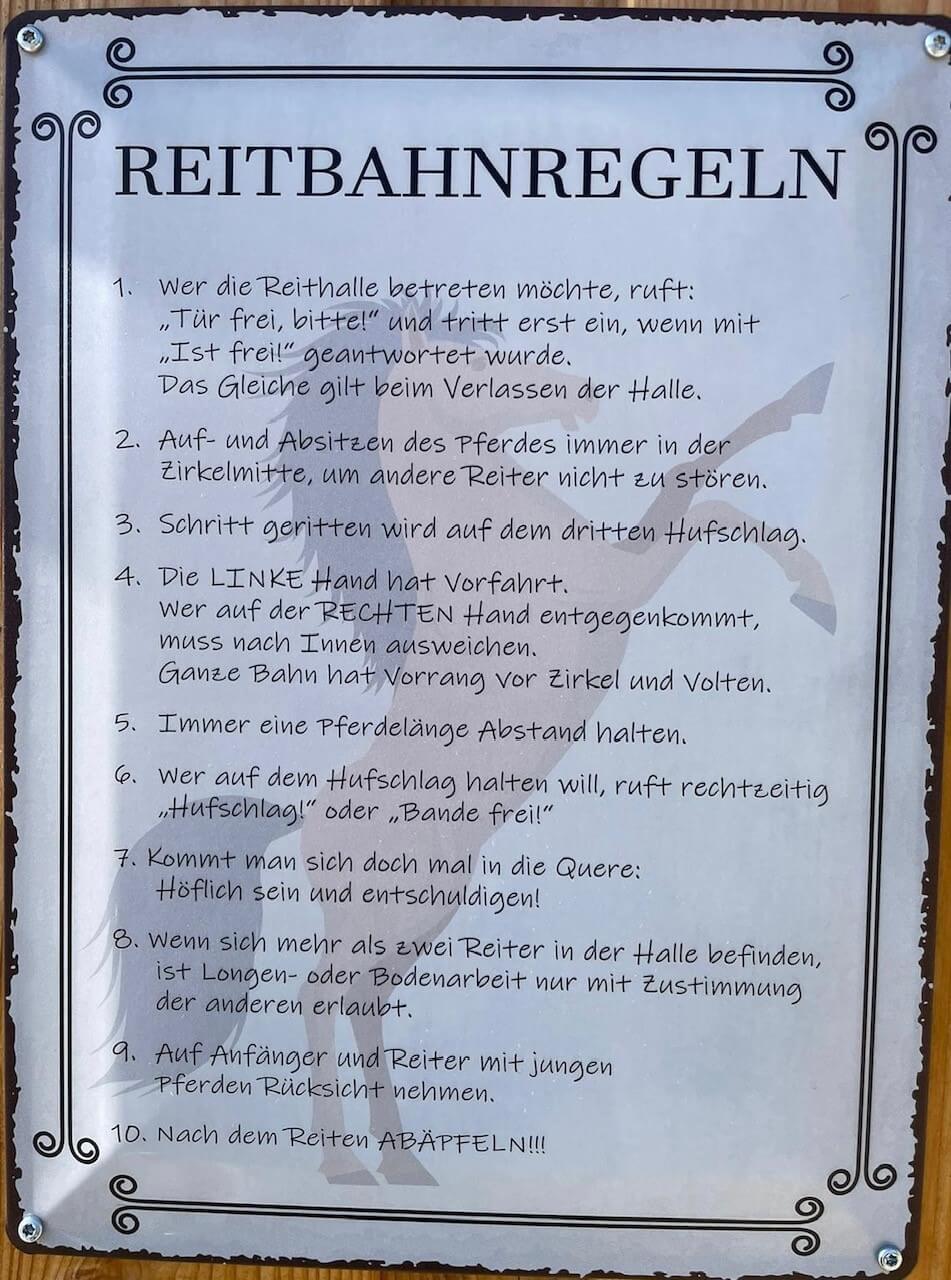 REITBAHNREGELN
1. Wer die Reithalle betreten möchte, ruft:
„Tür frei, bitte!“ und tritt erst ein, wenn mit
„Ist frei!“ geantwortet wurde.
Das Gleiche gilt beim Verlassen der Halle.
2. Auf- und Absitzen des Pferdes immer in der
Zirkelmitte, um andere Reiter nicht zu stören.
3. Schritt geritten wird auf dem dritten Hufschlag.
4. Die LINKE Hand hat Vorfahrt.
Wer auf der RECHTEN Hand entgegenkommt,
muss nach Innen ausweichen.
Ganze Bahn hat Vorrang vor Zirkel und Volten.
5. Immer eine Pferdelänge Abstand halten.
6. Wer auf dem Hufschlag halten will, ruft rechtzeitig
„Hufschlag!“ oder „Bande frei!“
7. Kommt man sich doch mal in die Quere:
Höflich sein und entschuldigen!
8. Wenn sich mehr als zwei Reiter in der Halle befinden,
ist Longen- oder Bodenarbeit nur mit Zustimmung
der anderen erlaubt.
9. Auf Anfänger und Reiter mit jungen
Pferden Rücksicht nehmen.
10. Nach dem Reiten ABÄPFELN!!!